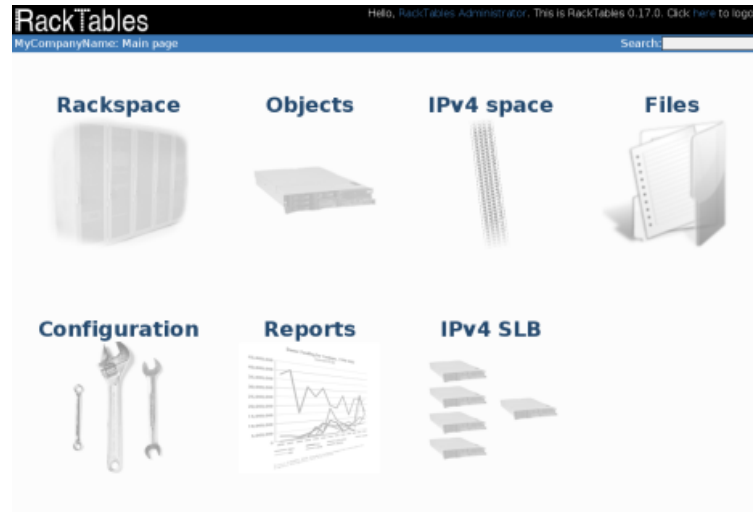 RackTables
Hello, RackTables Administrator. This is RackTables 0.17.0. Click here to logo
MyCompanyName: Main page
Search:
Rackspace
Objects
IPv4 space
Files
Configuration
Reports
IPv4 SLB